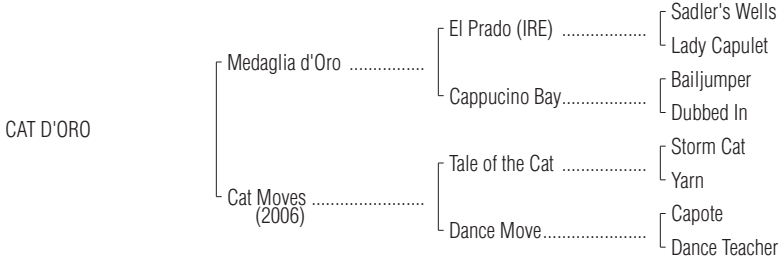 Sadler's Wells
El Prado (IRE) ..................
Lady Capulet
Medaglia d'Oro ................
Bailjumper
Cappucino Bay..................
Dubbed In
CAT D'ORO
Storm Cat
Tale of the Cat ..................
Yarn
Cat Moves ........................
(2006)
Capote
Dance Move......................
Dance Teacher